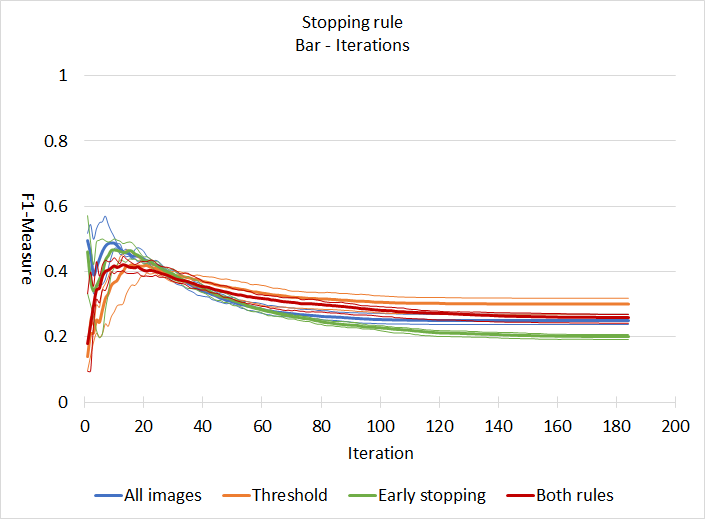 Stopping rule
Bar - Iterations
1
0.8
0.6
0.4
0.2
0
F1-Measure
0 20 40 60 80 100 120 140 160 180 200
Iteration
All images Threshold Early stopping Both rules